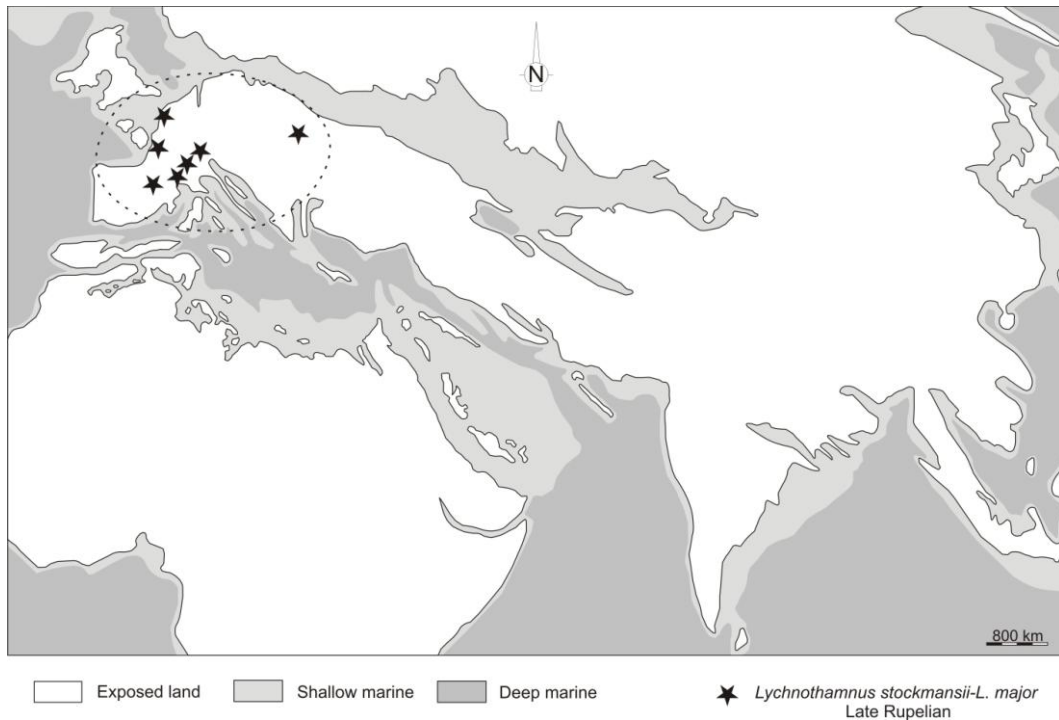 N
800 km
Exposed land
Shallow marine
Deep marine
Lychnothamnus stockmansii-L. major
Late Rupelian